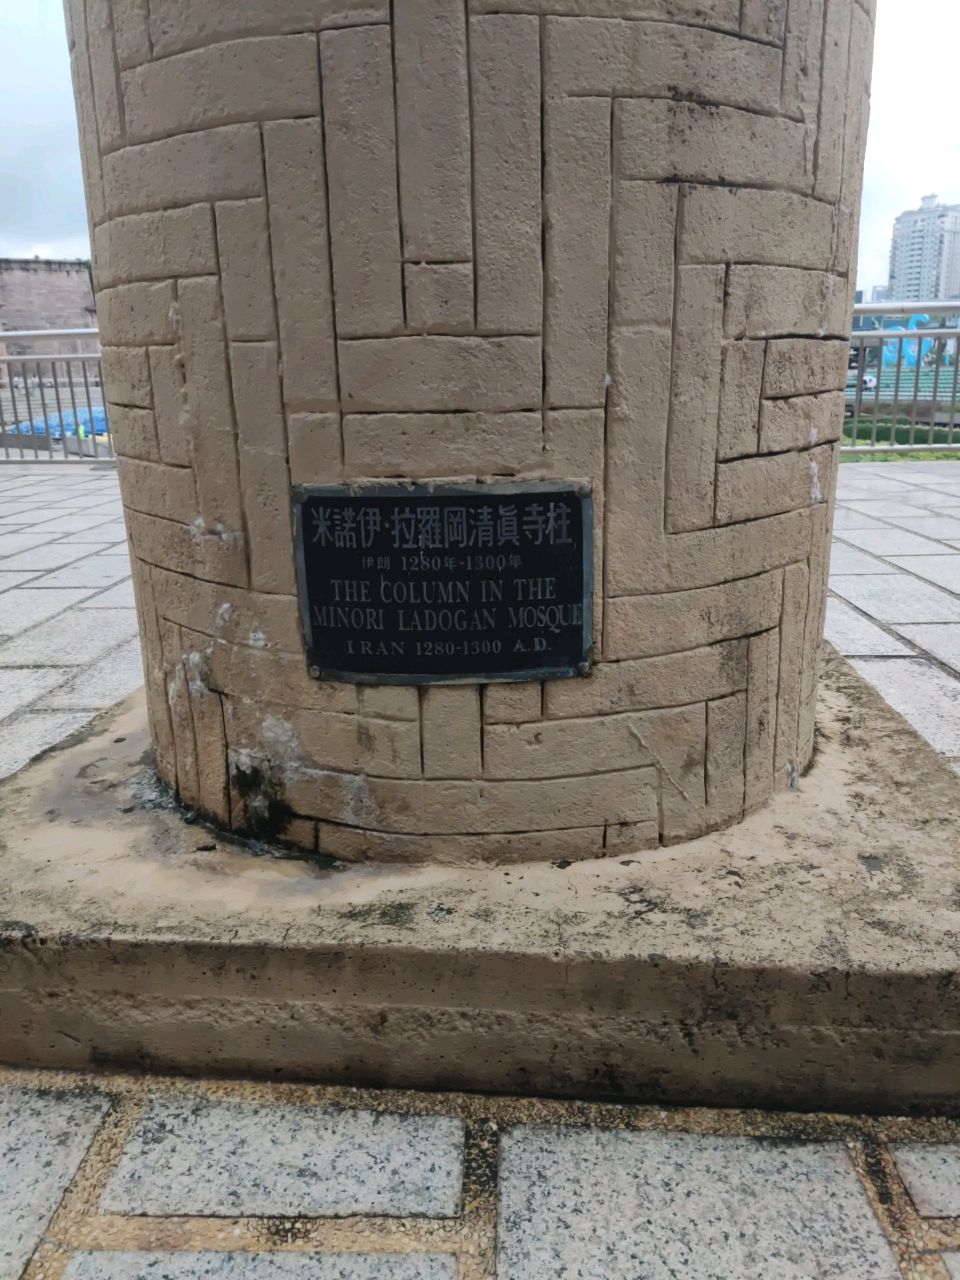 米諾伊·拉羅岡清眞寺柱
伊朗 1280年-1300年
THE COLUMN IN THE
MINORI LADOGAN MOSQUE
IRAN 1280-1300 A.D.